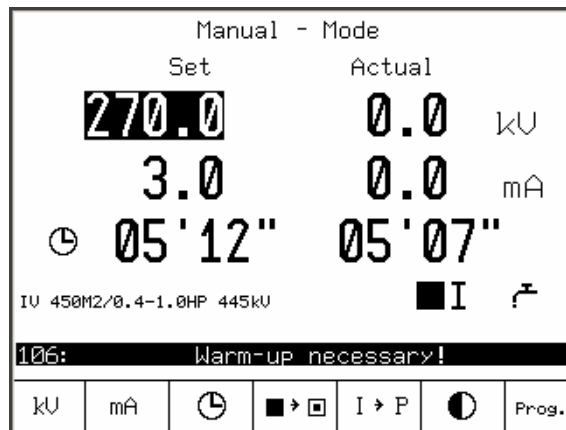 Manual - Mode
Set Actual
270.0 0.0 kV
3.0 0.0 mA
05'12" 05'07"
IV 450M2/0.4-1.0HP 445kV I
106: Warm-up necessary!
kV mA I → P Prog.